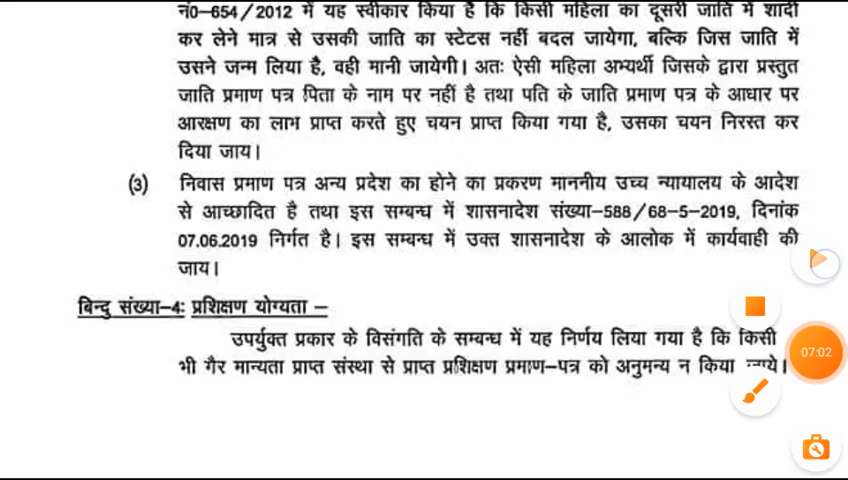 नं0-654/2012 में यह स्वीकार किया है कि किसी महिला का दूसरी जाति में शादी
कर लेने मात्र से उसकी जाति का स्टेटस नहीं बदल जायेगा, बल्कि जिस जाति में
उसने जन्म लिया है, वही मानी जायेगी। अतः ऐसी महिला अभ्यर्थी जिसके द्वारा प्रस्तुत
जाति प्रमाण पत्र पिता के नाम पर नहीं है तथा पति के जाति प्रमाण पत्र के आधार पर
आरक्षण का लाभ प्राप्त करते हुए चयन प्राप्त किया गया है, उसका चयन निरस्त कर
दिया जाय।
(3) निवास प्रमाण पत्र अन्य प्रदेश का होने का प्रकरण माननीय उच्च न्यायालय के आदेश
से आच्छादित है तथा इस सम्बन्ध में शासनादेश संख्या-588/68-5-2019, दिनांक
07.06.2019 निर्गत है। इस सम्बन्ध में उक्त शासनादेश के आलोक में कार्यवाही की
जाय।
बिन्दु संख्या-4: प्रशिक्षण योग्यता –
उपर्युक्त प्रकार के विसंगति के सम्बन्ध में यह निर्णय लिया गया है कि किसी
भी गैर मान्यता प्राप्त संस्था से प्राप्त प्रशिक्षण प्रमाण-पत्र को अनुमन्य न किया जाये।
07:02